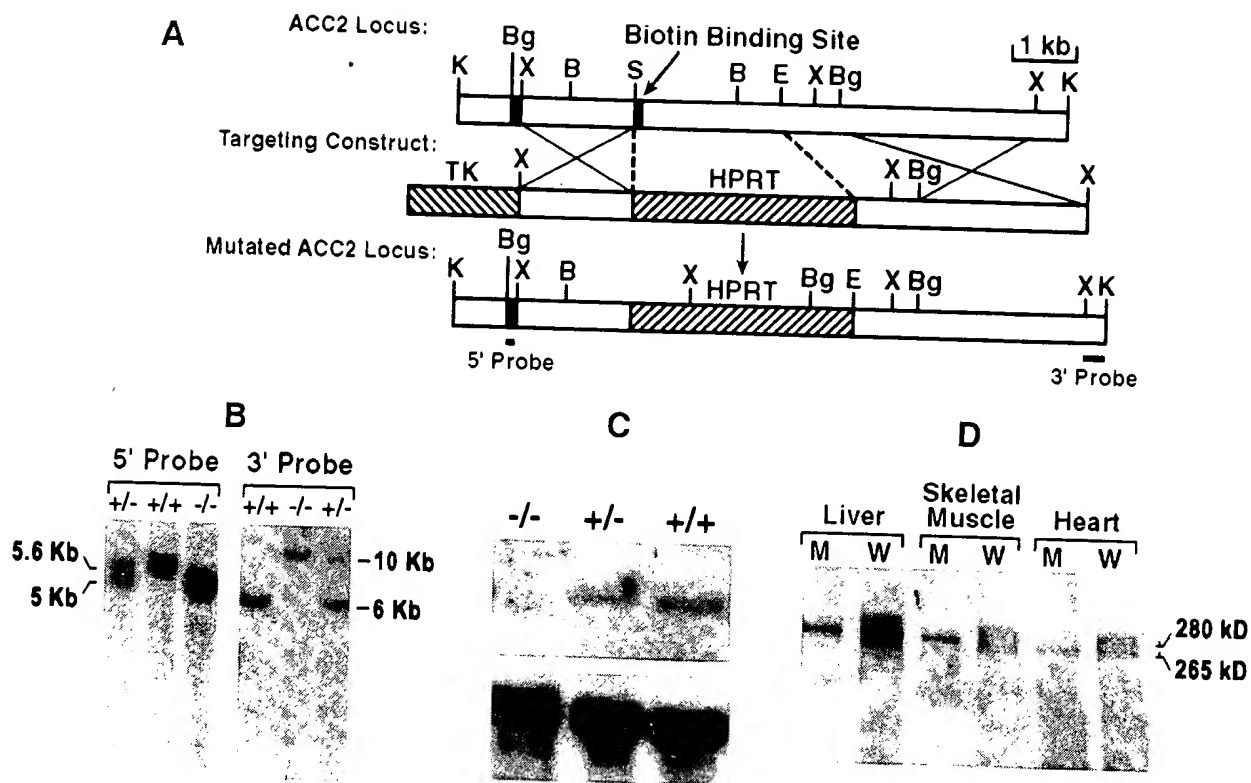 A
ACC2 Locus:
Biotin Binding Site
1 kb
K Bg X B S B E X Bg X K
Targeting Construct:
TK X HPRT X Bg X
Mutated ACC2 Locus:
K Bg X B X HPRT Bg E X Bg X K
5' Probe
3' Probe
B
5' Probe 3' Probe
+/- +/+ -/- +/+ -/- +/-
5.6 Kb
5 Kb
-10 Kb
-6 Kb
C
-/- +/- +/+
D
Liver Skeletal Muscle Heart
M W M W M W
280 kD
265 kD